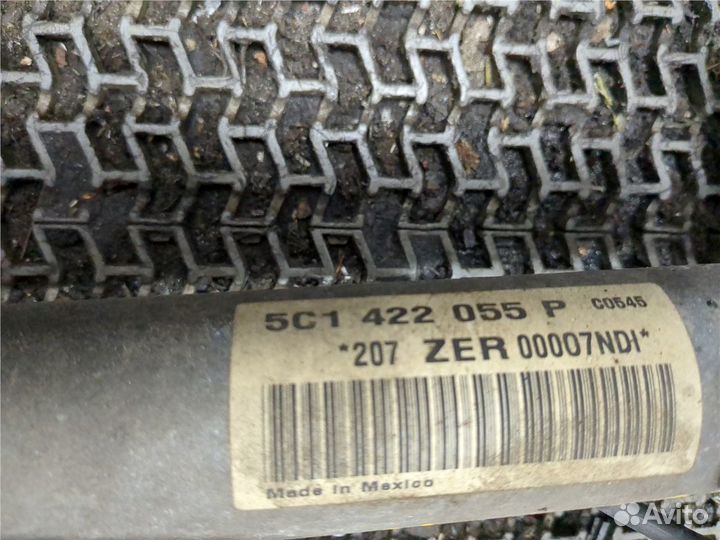 5C1 422 055 P C0545
*207 ZER 00007NDI*
Made in Mexico
Avito